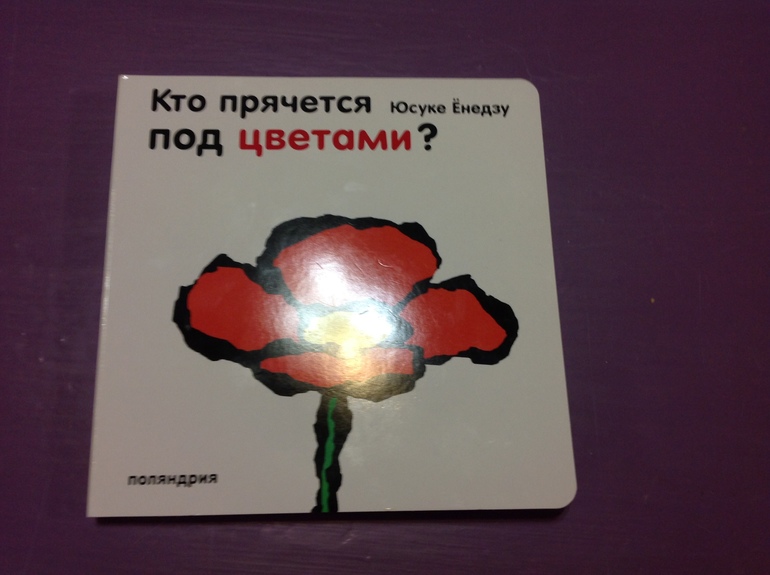 Кто прячется Юсуке Ёнедзу
под цветами?
поляндрия